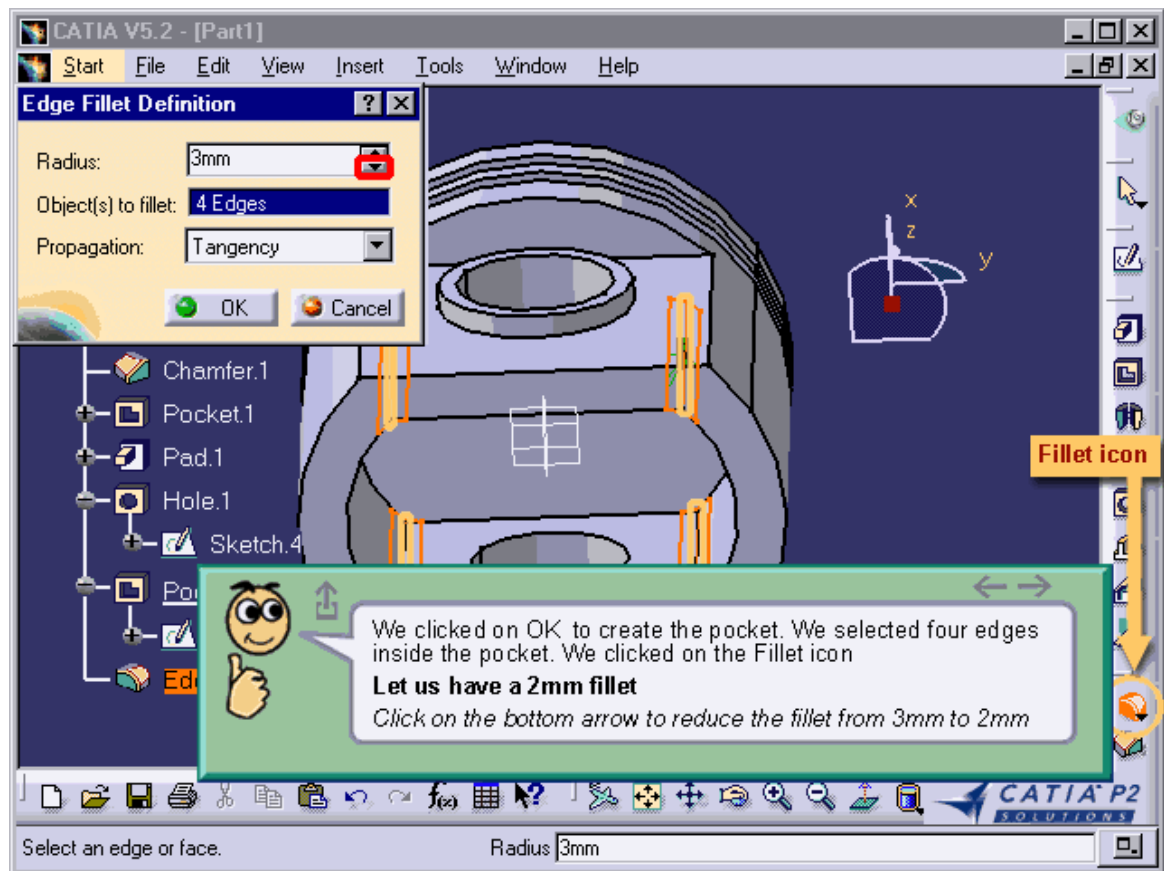 CATIA V5.2 - [Part1]
Start File Edit View Insert Tools Window Help
Edge Fillet Definition
Radius: 3mm
Object(s) to fillet: 4 Edges
Propagation: Tangency
OK Cancel
x
z
y
Chamfer.1
Pocket.1
Pad.1
Hole.1
Sketch.4
Fillet icon
We clicked on OK to create the pocket. We selected four edges
inside the pocket. We clicked on the Fillet icon
Let us have a 2mm fillet
Click on the bottom arrow to reduce the fillet from 3mm to 2mm
f(x)
CATIA P2
SOLUTIONS
Select an edge or face. Radius 3mm